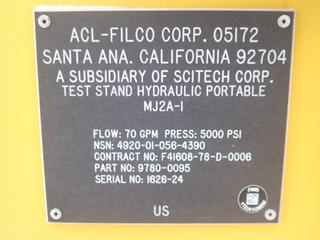 ACL-FILCO CORP. 05172
SANTA ANA. CALIFORNIA 92704
A SUBSIDIARY OF SCITECH CORP.
TEST STAND HYDRAULIC PORTABLE
MJ2A-1
FLOW: 70 GPM PRESS: 5000 PSI
NSN: 4920-01-056-4390
CONTRACT NO: F41608-78-D-0006
PART NO: 9780-0095
SERIAL NO: 1626-24
US